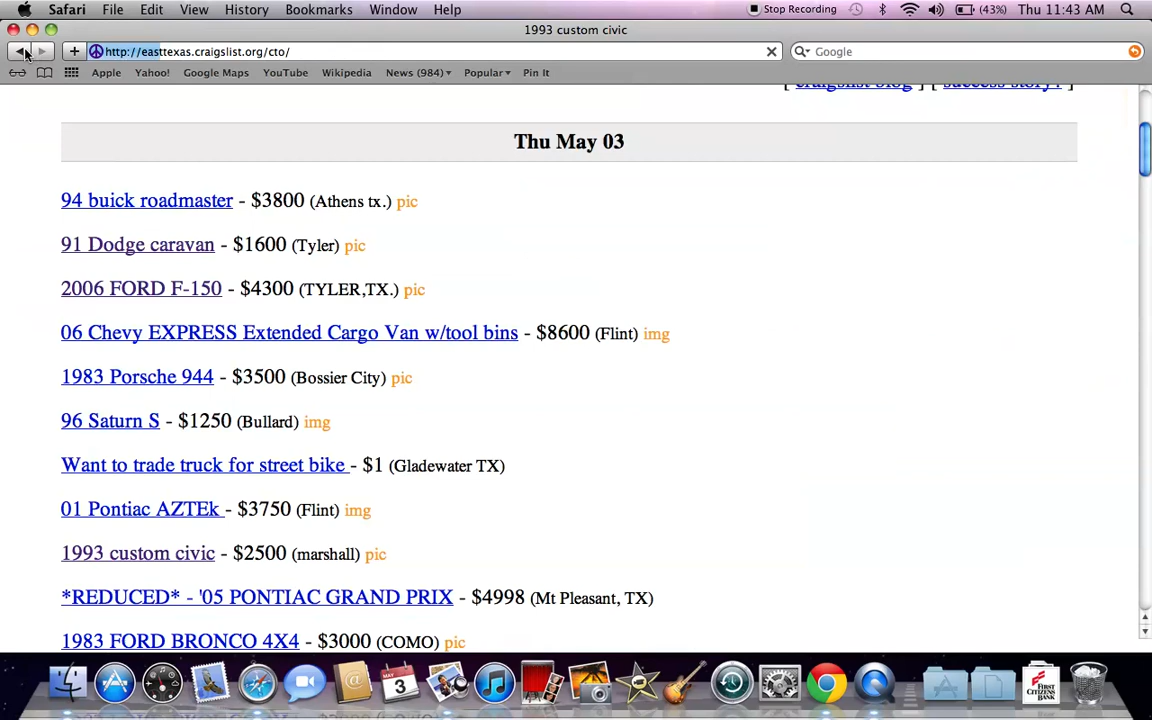 Safari File Edit View History Bookmarks Window Help Stop Recording (43%) Thu 11:43 AM
1993 custom civic
http://easttexas.craigslist.org/cto/ Google
Apple Yahoo! Google Maps YouTube Wikipedia News (984) Popular Pin It
[ craigslist blog ] [ success story? ]
Thu May 03
94 buick roadmaster - $3800 (Athens tx.) pic
91 Dodge caravan - $1600 (Tyler) pic
2006 FORD F-150 - $4300 (TYLER,TX.) pic
06 Chevy EXPRESS Extended Cargo Van w/tool bins - $8600 (Flint) img
1983 Porsche 944 - $3500 (Bossier City) pic
96 Saturn S - $1250 (Bullard) img
Want to trade truck for street bike - $1 (Gladewater TX)
01 Pontiac AZTEk - $3750 (Flint) img
1993 custom civic - $2500 (marshall) pic
*REDUCED* - '05 PONTIAC GRAND PRIX - $4998 (Mt Pleasant, TX)
1983 FORD BRONCO 4X4 - $3000 (COMO) pic
MAY
3
FIRST
CITIZENS
BANK